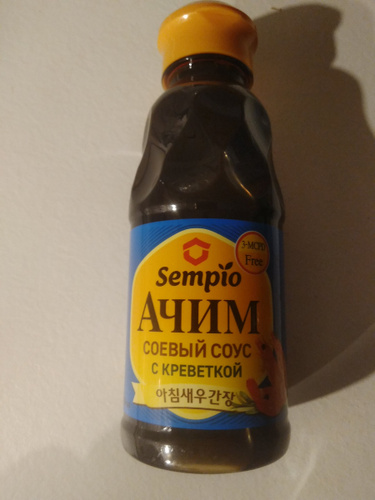 3-MCPD
Free
Sempio
АЧИМ
СОЕВЫЙ СОУС
С КРЕВЕТКОЙ
아침새우간장